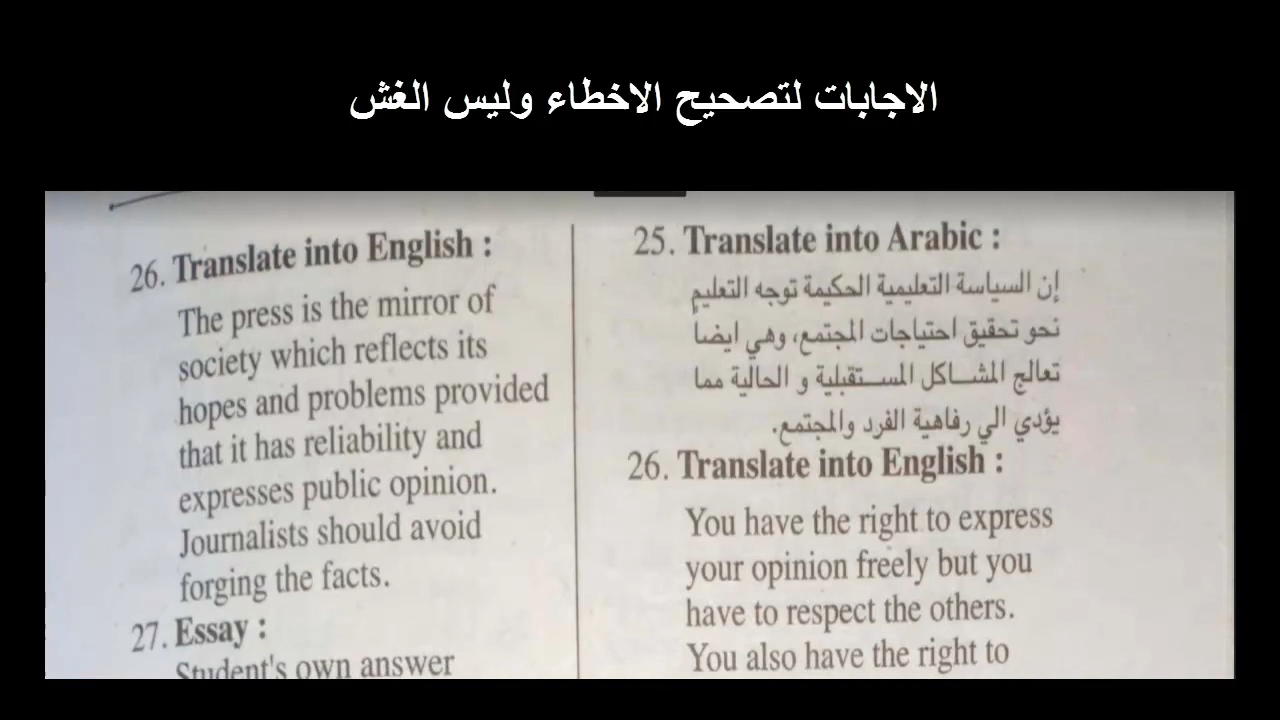 الاجابات لتصحيح الاخطاء وليس الغش
26. Translate into English :
The press is the mirror of
society which reflects its
hopes and problems provided
that it has reliability and
expresses public opinion.
Journalists should avoid
forging the facts.
27. Essay :
Student's own answer
25. Translate into Arabic :
إن السياسة التعليمية الحكيمة توجه التعليم
نحو تحقيق احتياجات المجتمع، وهي ايضا
تعالج المشاكل المستقبلية و الحالية مما
يؤدي الي رفاهية الفرد والمجتمع.
26. Translate into English :
You have the right to express
your opinion freely but you
have to respect the others.
You also have the right to